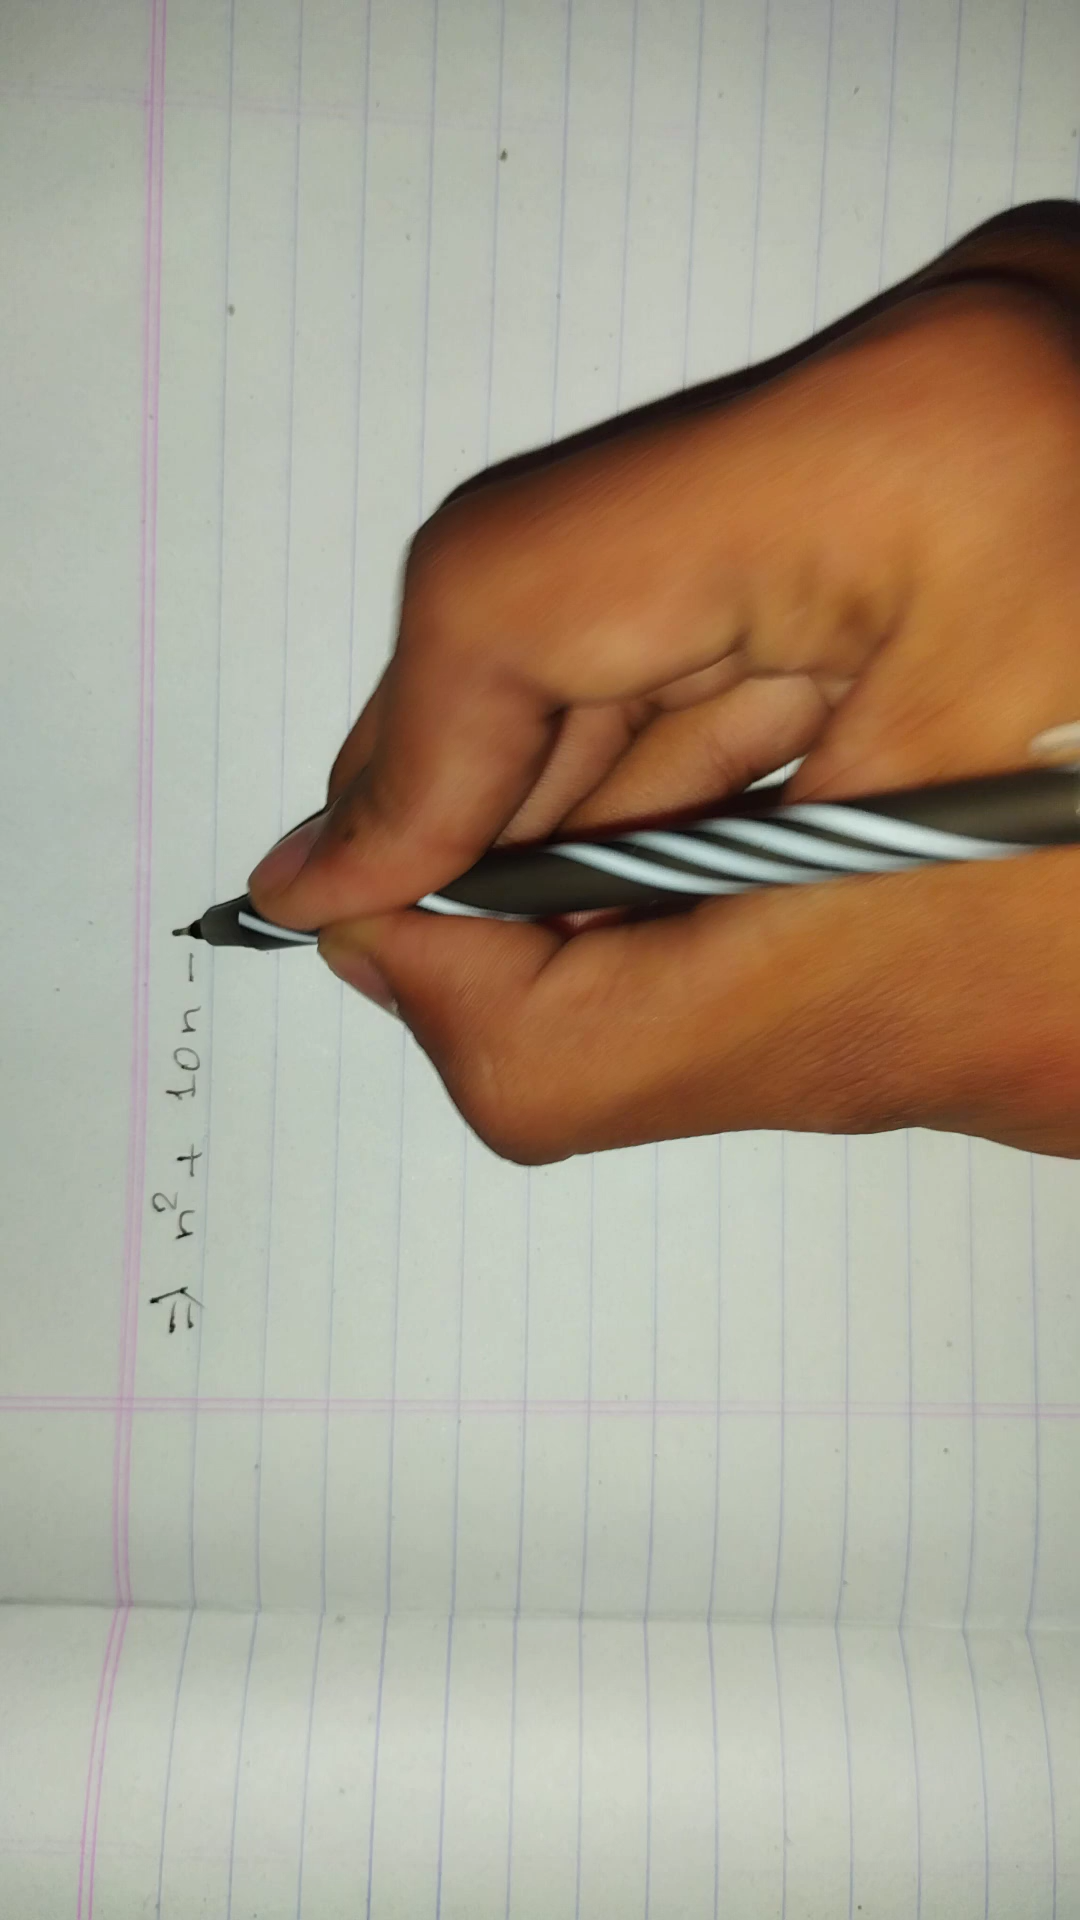 ⇒ n² + 10n -